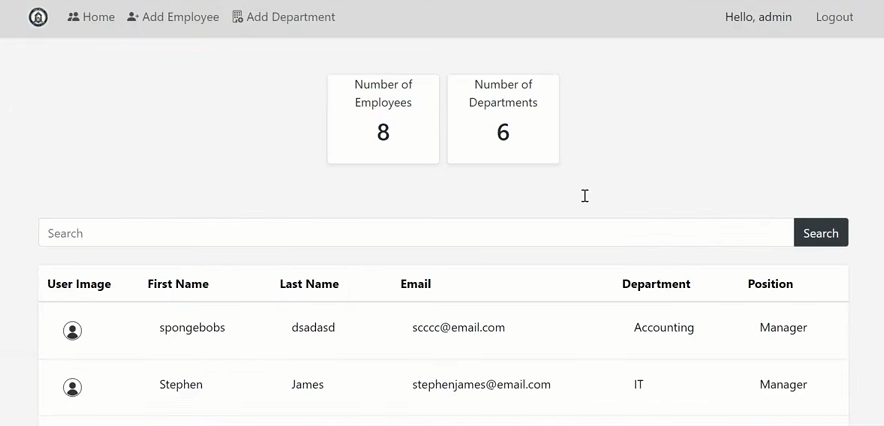 Home Add Employee Add Department Hello, admin Logout
Number of Employees
8
Number of Departments
6
Search Search
User Image First Name Last Name Email Department Position
spongebobs dsadasd scccc@email.com Accounting Manager
Stephen James stephenjames@email.com IT Manager